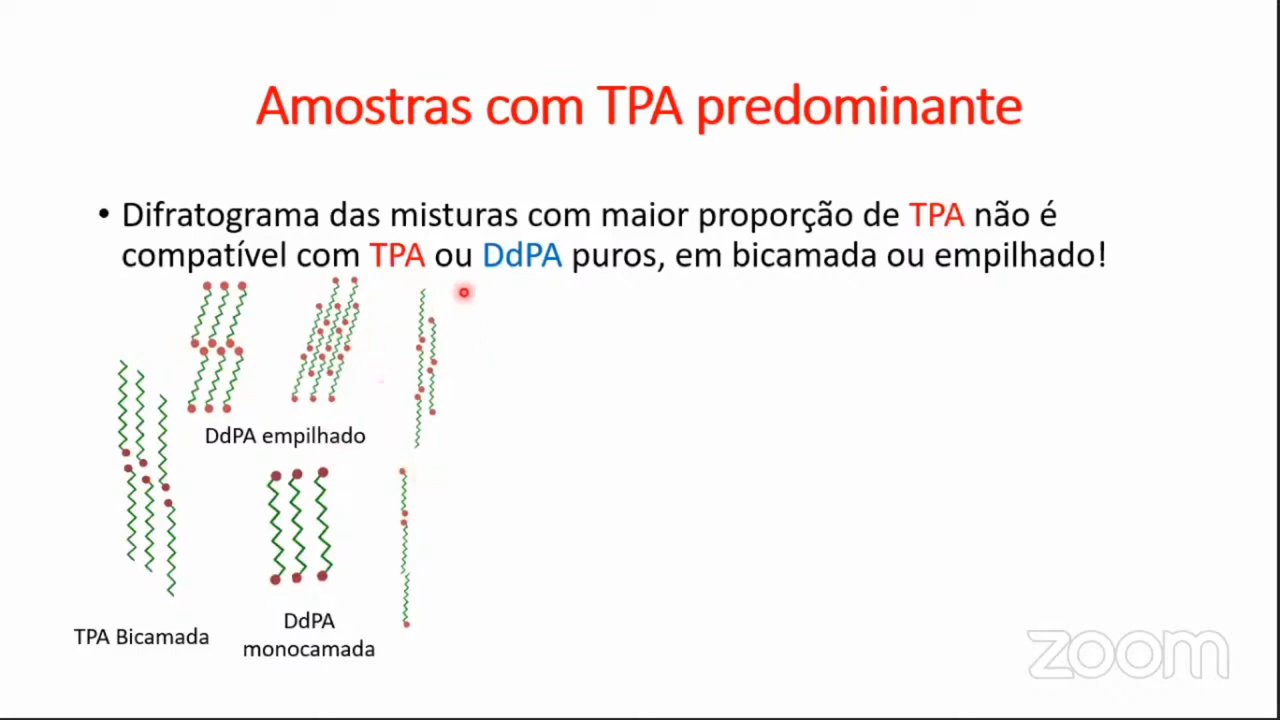 Amostras com TPA predominante
• Difratograma das misturas com maior proporção de TPA não é
compatível com TPA ou DdPA puros, em bicamada ou empilhado!
DdPA empilhado
TPA Bicamada
DdPA
monocamada
zoom